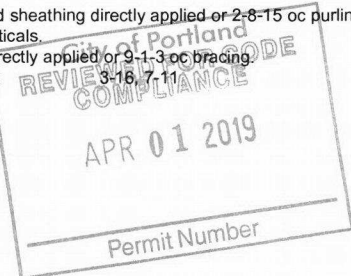 d sheathing directly applied or 2-8-15 oc purlin
ticals.
rectly applied or 9-1-3 oc bracing.
3-16, 7-11
City of Portland
REVIEWED FOR CODE
COMPLIANCE
APR 01 2019
Permit Number